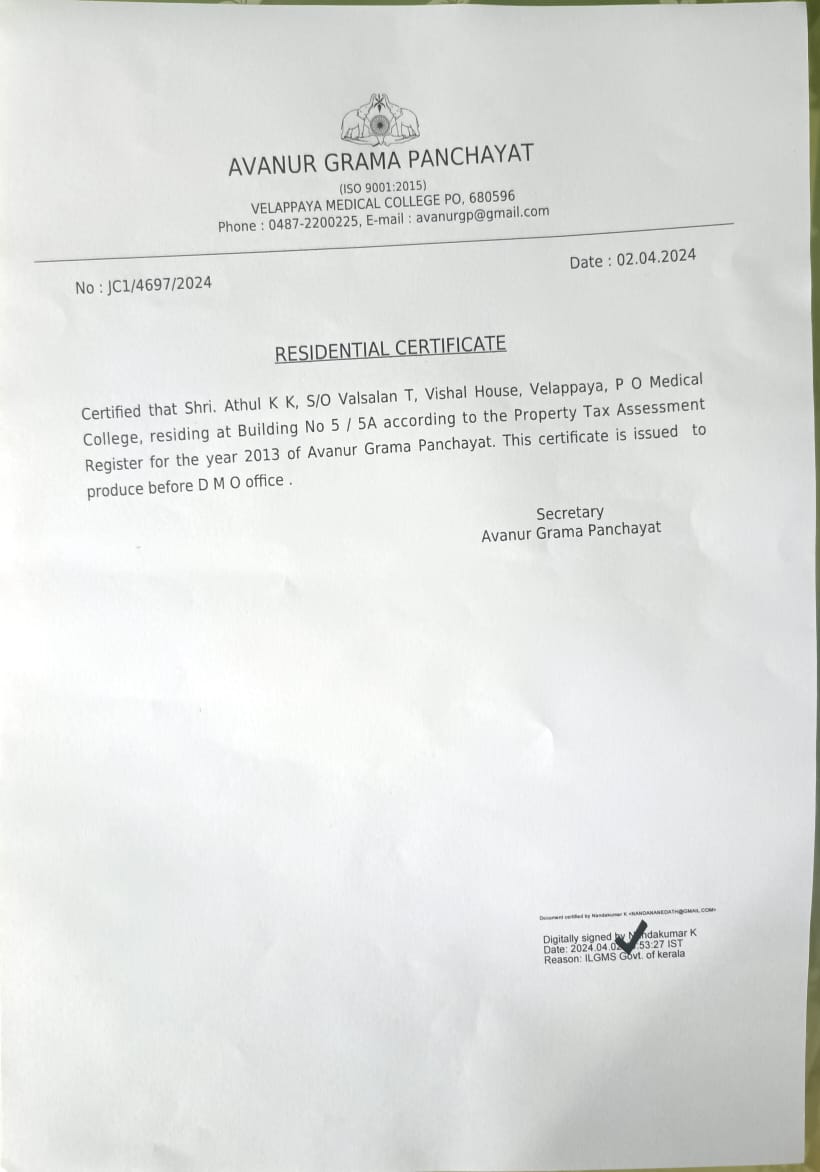 AVANUR GRAMA PANCHAYAT
(ISO 9001:2015)
VELAPPAYA MEDICAL COLLEGE PO, 680596
Phone : 0487-2200225, E-mail : avanurgp@gmail.com
No : JC1/4697/2024
Date : 02.04.2024
RESIDENTIAL CERTIFICATE
Certified that Shri. Athul K K, S/O Valsalan T, Vishal House, Velappaya, P O Medical
College, residing at Building No 5 / 5A according to the Property Tax Assessment
Register for the year 2013 of Avanur Grama Panchayat. This certificate is issued to
produce before D M O office .
Secretary
Avanur Grama Panchayat
Document certified by Nandakumar K <NANDANANEDATH@GMAIL.COM>
Digitally signed by Nandakumar K
Date: 2024.04.02 :53:27 IST
Reason: ILGMS Govt. of kerala